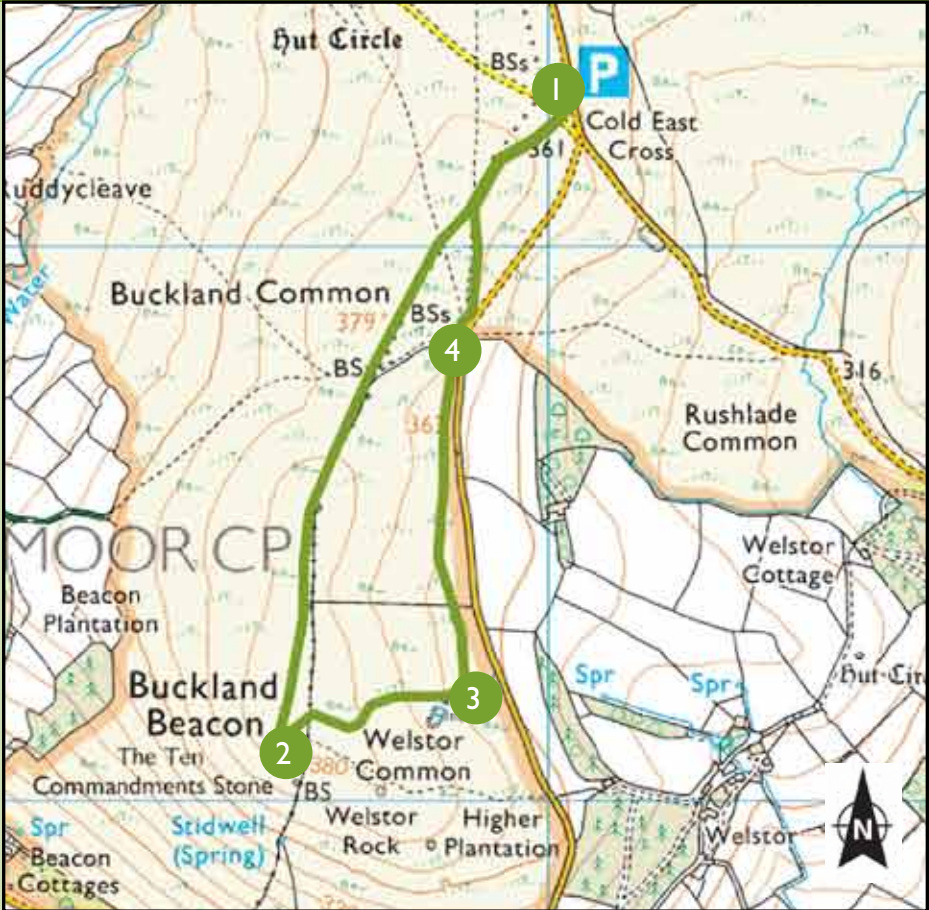 Hut Circle
BSs
P
1
Cold East
Cross
361
Ruddycleave
Water
Buckland Common
379
BSs
4
BS
316
Rushlade
Common
MOOR CP
Welstor
Cottage
Beacon
Plantation
Hut Cir
Spr
Spr
Buckland
Beacon
3
2
The Ten
Commandments Stone
380
Welstor
Common
BS
Spr
Beacon
Cottages
Stidwell
(Spring)
Welstor
Rock
Higher
Plantation
Welstor
N